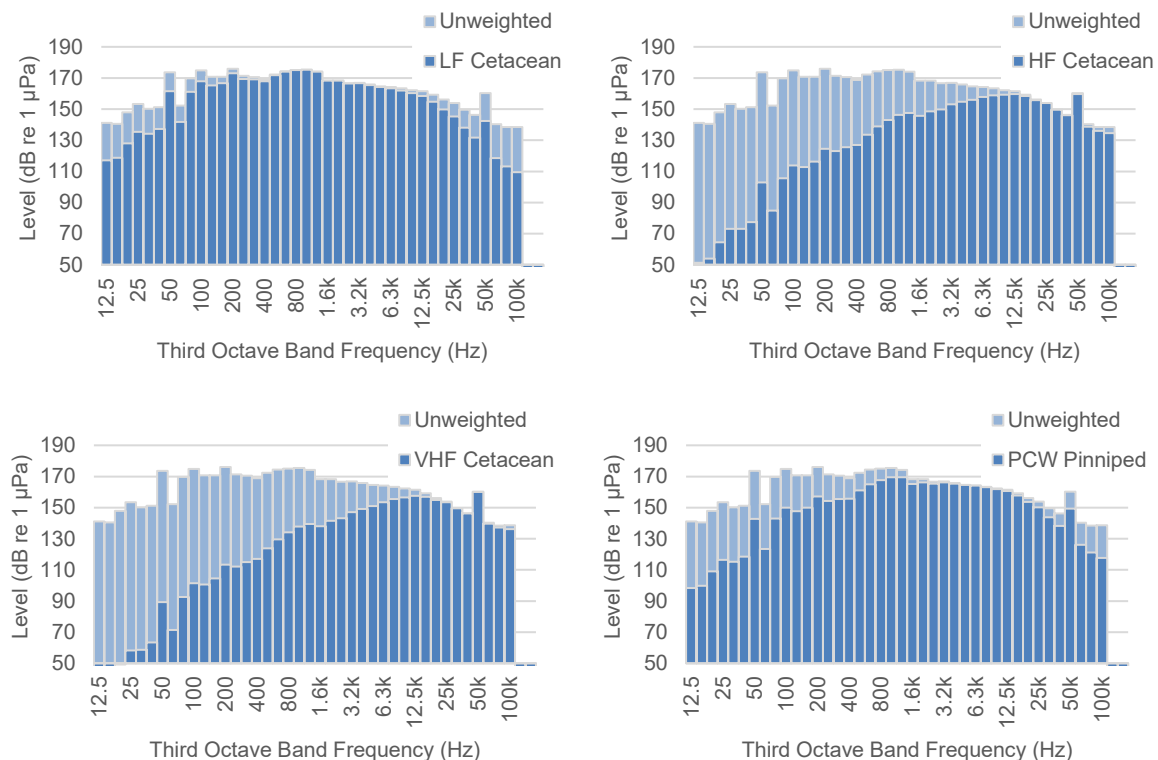 Unweighted
LF Cetacean
190
170
150
130
110
90
70
50
Level (dB re 1 µPa)
12.5 25 50 100 200 400 800 1.6k 3.2k 6.3k 12.5k 25k 50k 100k
Third Octave Band Frequency (Hz)
Unweighted
HF Cetacean
190
170
150
130
110
90
70
50
Level (dB re 1 µPa)
12.5 25 50 100 200 400 800 1.6k 3.2k 6.3k 12.5k 25k 50k 100k
Third Octave Band Frequency (Hz)
Unweighted
VHF Cetacean
190
170
150
130
110
90
70
50
Level (dB re 1 µPa)
12.5 25 50 100 200 400 800 1.6k 3.2k 6.3k 12.5k 25k 50k 100k
Third Octave Band Frequency (Hz)
Unweighted
PCW Pinniped
190
170
150
130
110
90
70
50
Level (dB re 1 µPa)
12.5 25 50 100 200 400 800 1.6k 3.2k 6.3k 12.5k 25k 50k 100k
Third Octave Band Frequency (Hz)